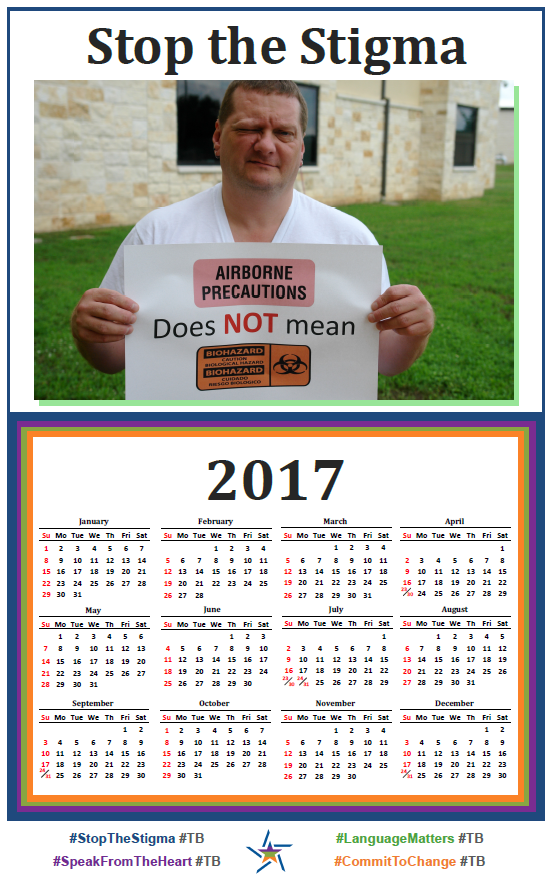 Stop the Stigma
AIRBORNE
PRECAUTIONS
Does NOT mean
BIOHAZARD
CAUTION
BIOLOGICAL HAZARD
BIOHAZARD
CUIDADO
RIESGO BIOLOGICO
2017
January
Su Mo Tue We Th Fri Sat
1 2 3 4 5 6 7
8 9 10 11 12 13 14
15 16 17 18 19 20 21
22 23 24 25 26 27 28
29 30 31
February
Su Mo Tue We Th Fri Sat
1 2 3 4
5 6 7 8 9 10 11
12 13 14 15 16 17 18
19 20 21 22 23 24 25
26 27 28
March
Su Mo Tue We Th Fri Sat
1 2 3 4
5 6 7 8 9 10 11
12 13 14 15 16 17 18
19 20 21 22 23 24 25
26 27 28 29 30 31
April
Su Mo Tue We Th Fri Sat
1
2 3 4 5 6 7 8
9 10 11 12 13 14 15
16 17 18 19 20 21 22
23/30 24 25 26 27 28 29
May
Su Mo Tue We Th Fri Sat
1 2 3 4 5 6
7 8 9 10 11 12 13
14 15 16 17 18 19 20
21 22 23 24 25 26 27
28 29 30 31
June
Su Mo Tue We Th Fri Sat
1 2 3
4 5 6 7 8 9 10
11 12 13 14 15 16 17
18 19 20 21 22 23 24
25 26 27 28 29 30
July
Su Mo Tue We Th Fri Sat
1
2 3 4 5 6 7 8
9 10 11 12 13 14 15
16 17 18 19 20 21 22
23/30 24/31 25 26 27 28 29
August
Su Mo Tue We Th Fri Sat
1 2 3 4 5
6 7 8 9 10 11 12
13 14 15 16 17 18 19
20 21 22 23 24 25 26
27 28 29 30 31
September
Su Mo Tue We Th Fri Sat
1 2
3 4 5 6 7 8 9
10 11 12 13 14 15 16
17 18 19 20 21 22 23
24/31 25 26 27 28 29 30
October
Su Mo Tue We Th Fri Sat
1 2 3 4 5 6 7
8 9 10 11 12 13 14
15 16 17 18 19 20 21
22 23 24 25 26 27 28
29 30 31
November
Su Mo Tue We Th Fri Sat
1 2 3 4
5 6 7 8 9 10 11
12 13 14 15 16 17 18
19 20 21 22 23 24 25
26 27 28 29 30
December
Su Mo Tue We Th Fri Sat
1 2
3 4 5 6 7 8 9
10 11 12 13 14 15 16
17 18 19 20 21 22 23
24/31 25 26 27 28 29 30
#StopTheStigma #TB
#SpeakFromTheHeart #TB
#LanguageMatters #TB
#CommitToChange #TB